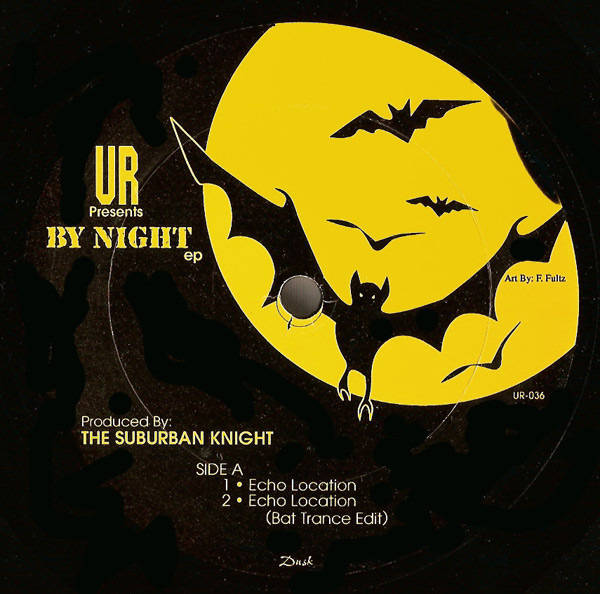 UR
Presents
BY NIGHT
ep
Art By: F. Fultz
UR-036
Produced By:
THE SUBURBAN KNIGHT
SIDE A
1 • Echo Location
2 • Echo Location
(Bat Trance Edit)
Dusk